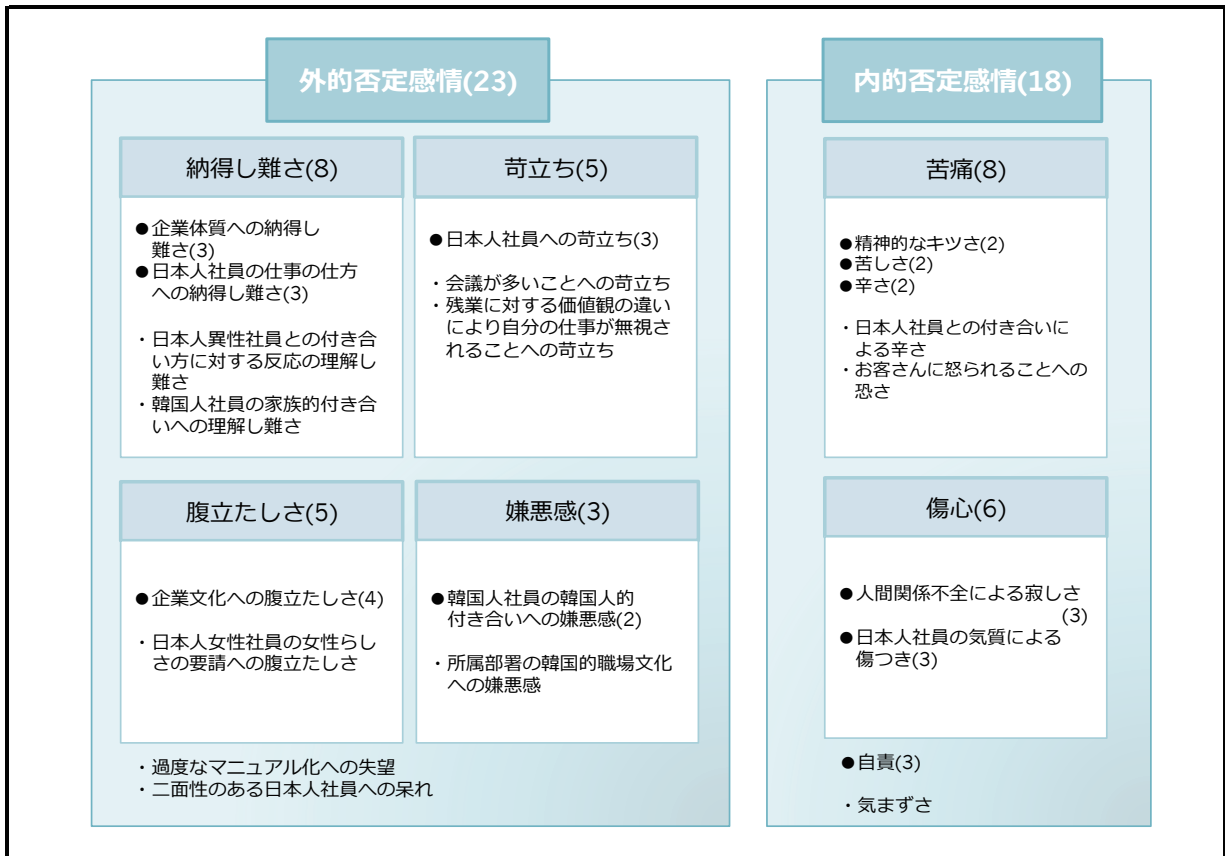 外的否定感情(23)
納得し難さ(8)
●企業体質への納得し
難さ(3)
●日本人社員の仕事の仕方
への納得し難さ(3)
・日本人異性社員との付き合
い方に対する反応の理解し
難さ
・韓国人社員の家族的付き合
いへの理解し難さ
苛立ち(5)
●日本人社員への苛立ち(3)
・会議が多いことへの苛立ち
・残業に対する価値観の違い
により自分の仕事が無視さ
れることへの苛立ち
腹立たしさ(5)
●企業文化への腹立たしさ(4)
・日本人女性社員の女性らし
さの要請への腹立たしさ
嫌悪感(3)
●韓国人社員の韓国人的
付き合いへの嫌悪感(2)
・所属部署の韓国的職場文化
への嫌悪感
・過度なマニュアル化への失望
・二面性のある日本人社員への呆れ
内的否定感情(18)
苦痛(8)
●精神的なキツさ(2)
●苦しさ(2)
●辛さ(2)
・日本人社員との付き合いに
よる辛さ
・お客さんに怒られることへの
恐さ
傷心(6)
●人間関係不全による寂しさ
(3)
●日本人社員の気質による
傷つき(3)
●自責(3)
・気まずさ